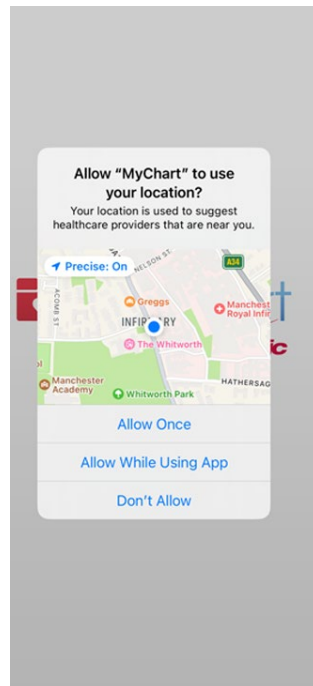 Allow “MyChart” to use
your location?
Your location is used to suggest
healthcare providers that are near you.
Precise: On
NELSON ST.
A34
ACOMB ST
Greggs
Manchest
Royal Infir
The Whitworth
ic
Manchester
Academy
HATHERSAG
Whitworth Park
Allow Once
Allow While Using App
Don’t Allow